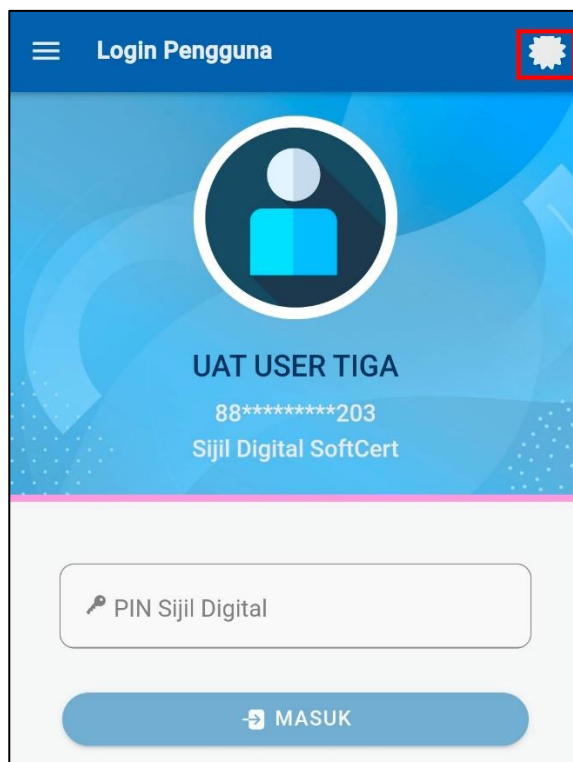 Login Pengguna
UAT USER TIGA
88*********203
Sijil Digital SoftCert
PIN Sijil Digital
MASUK